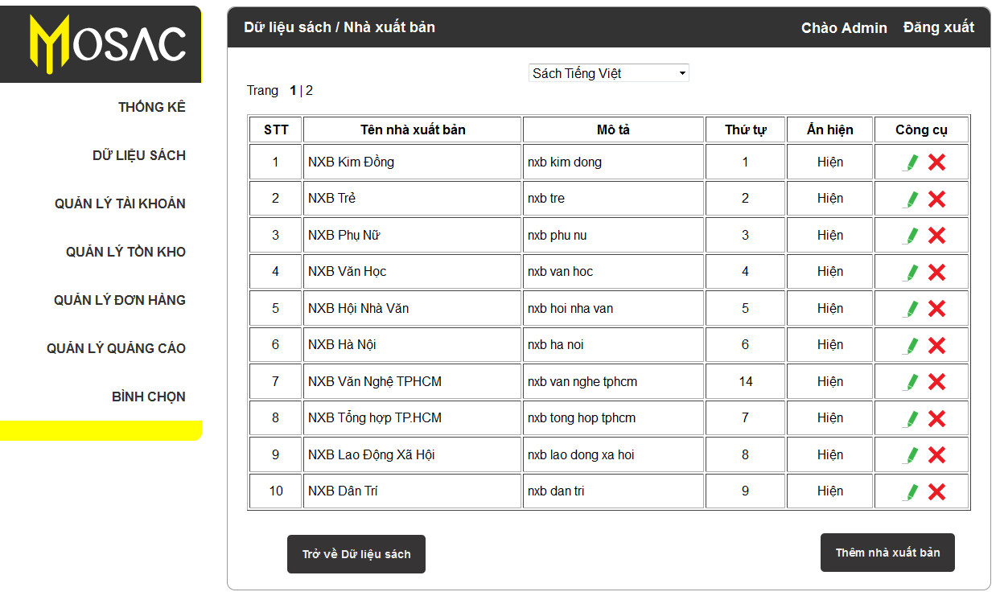 MOSAC
THỐNG KÊ
DỮ LIỆU SÁCH
QUẢN LÝ TÀI KHOẢN
QUẢN LÝ TỒN KHO
QUẢN LÝ ĐƠN HÀNG
QUẢN LÝ QUẢNG CÁO
BÌNH CHỌN
Dữ liệu sách / Nhà xuất bản Chào Admin Đăng xuất
Sách Tiếng Việt
Trang 1 | 2
STT Tên nhà xuất bản Mô tả Thứ tự Ẩn hiện Công cụ
1 NXB Kim Đồng nxb kim dong 1 Hiện
2 NXB Trẻ nxb tre 2 Hiện
3 NXB Phụ Nữ nxb phu nu 3 Hiện
4 NXB Văn Học nxb van hoc 4 Hiện
5 NXB Hội Nhà Văn nxb hoi nha van 5 Hiện
6 NXB Hà Nội nxb ha noi 6 Hiện
7 NXB Văn Nghệ TPHCM nxb van nghe tphcm 14 Hiện
8 NXB Tổng hợp TP.HCM nxb tong hop tphcm 7 Hiện
9 NXB Lao Động Xã Hội nxb lao dong xa hoi 8 Hiện
10 NXB Dân Trí nxb dan tri 9 Hiện
Trở về Dữ liệu sách Thêm nhà xuất bản